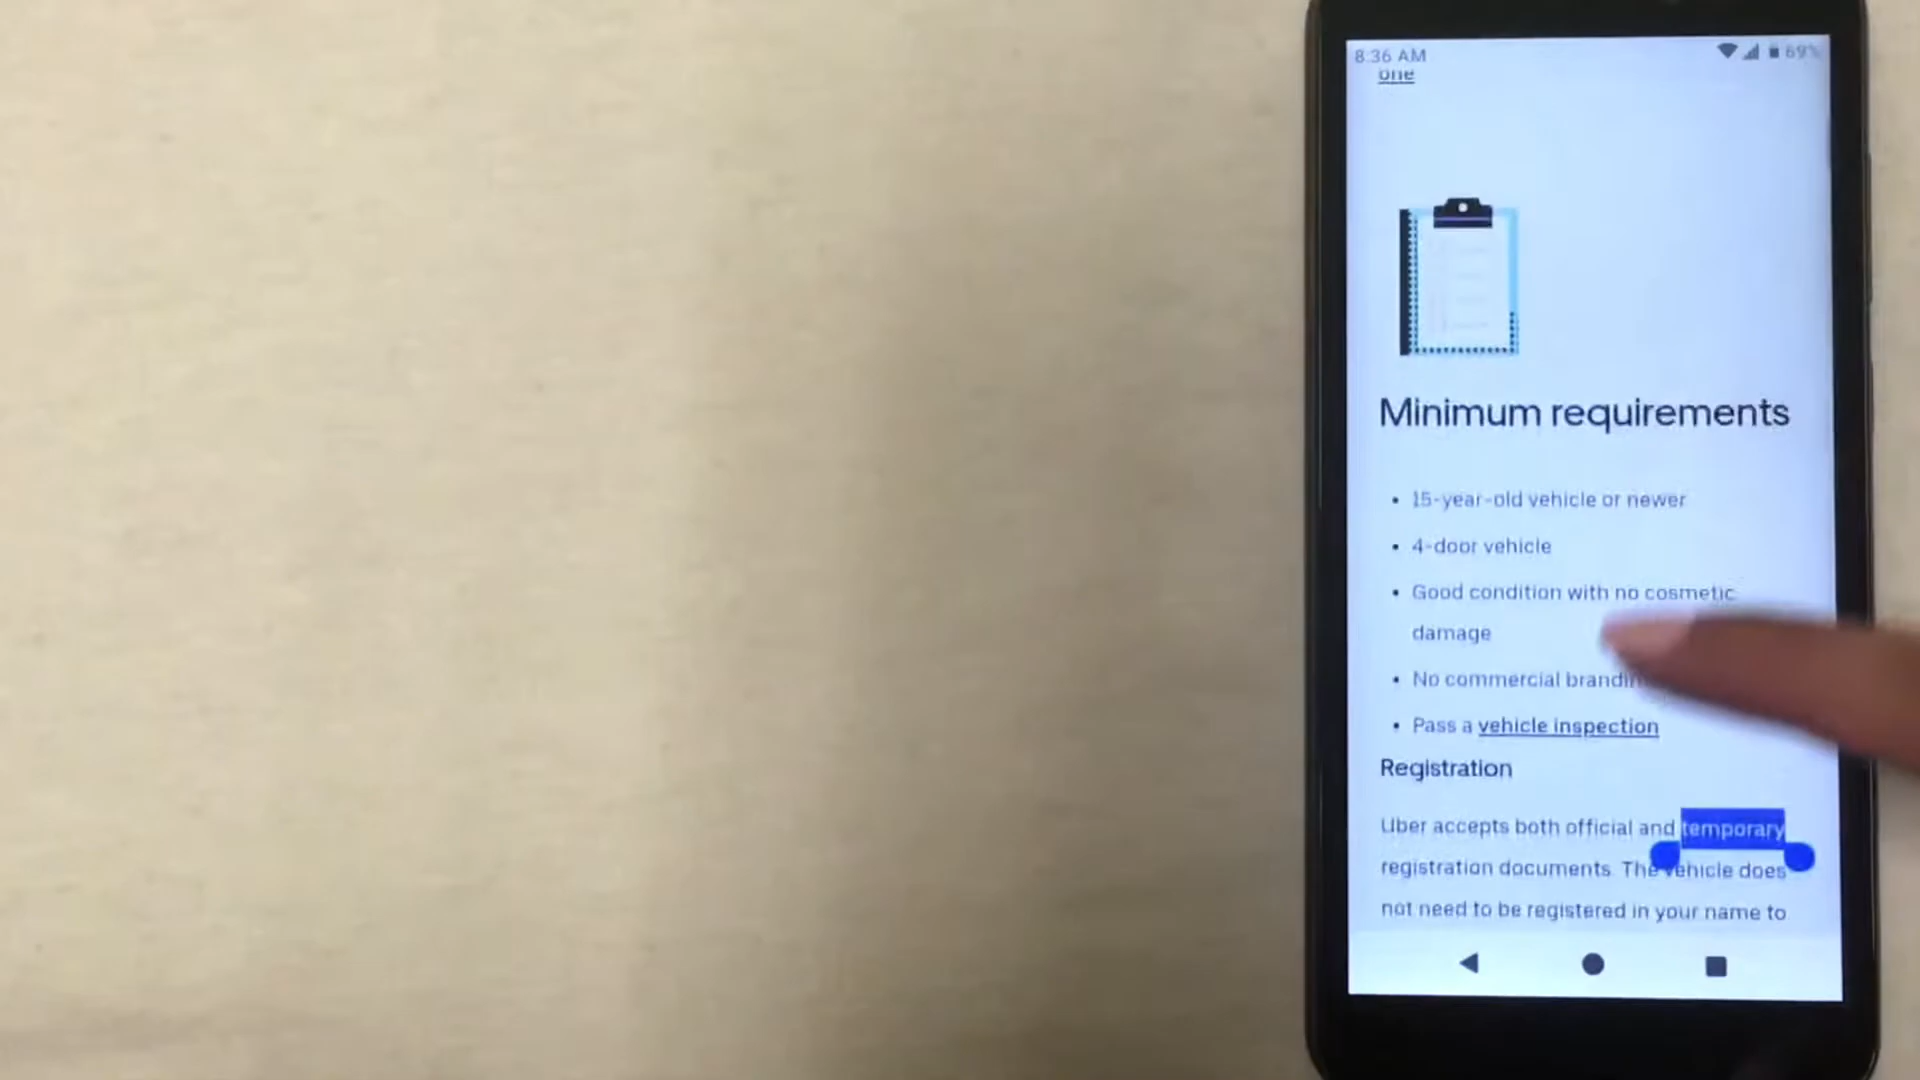 8:36 AM
69%
one
Minimum requirements
• 15-year-old vehicle or newer
• 4-door vehicle
• Good condition with no cosmetic
damage
• No commercial
• Pass a vehicle inspection
Registration
Uber accepts both official and temporary
registration documents. The vehicle does
not need to be registered in your name to